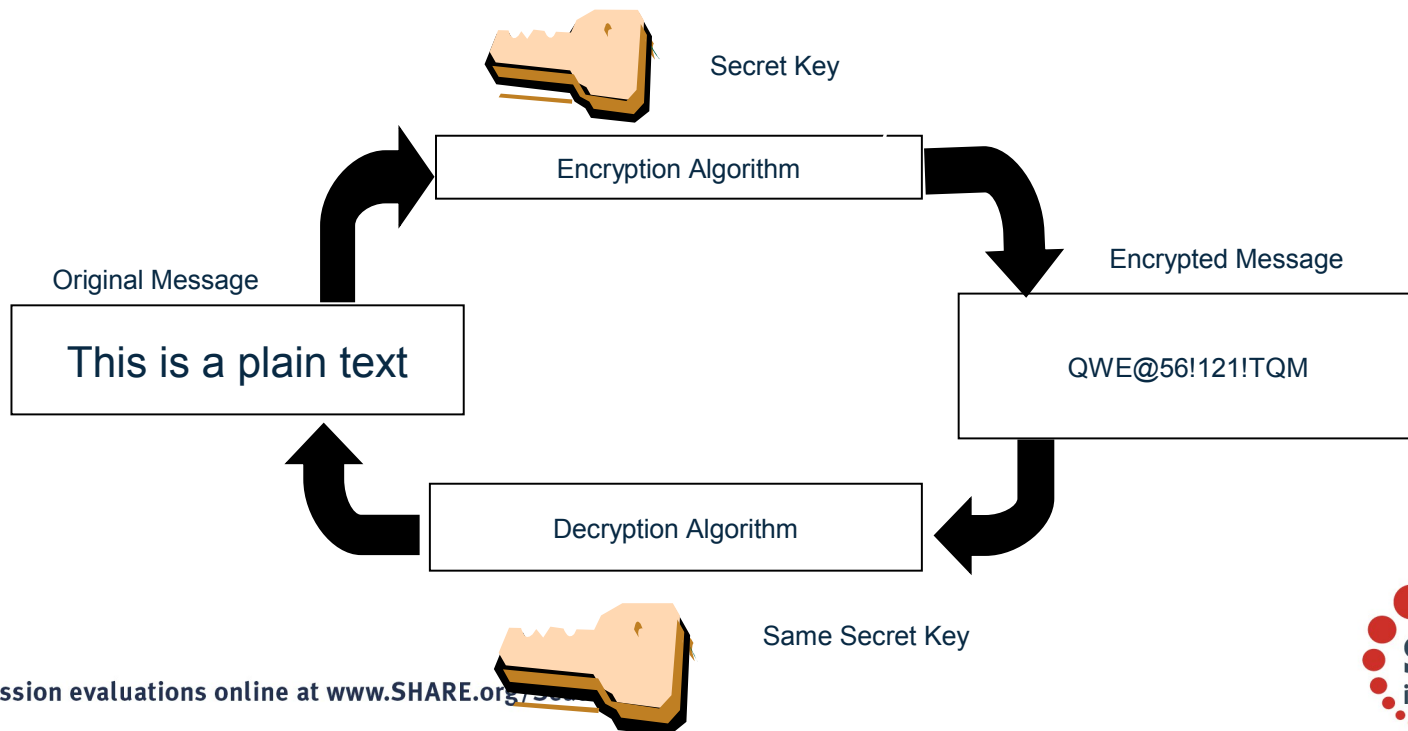 Secret Key
Encryption Algorithm
Original Message
Encrypted Message
This is a plain text
QWE@56!121!TQM
Decryption Algorithm
Same Secret Key
ssion evaluations online at www.SHARE.org/